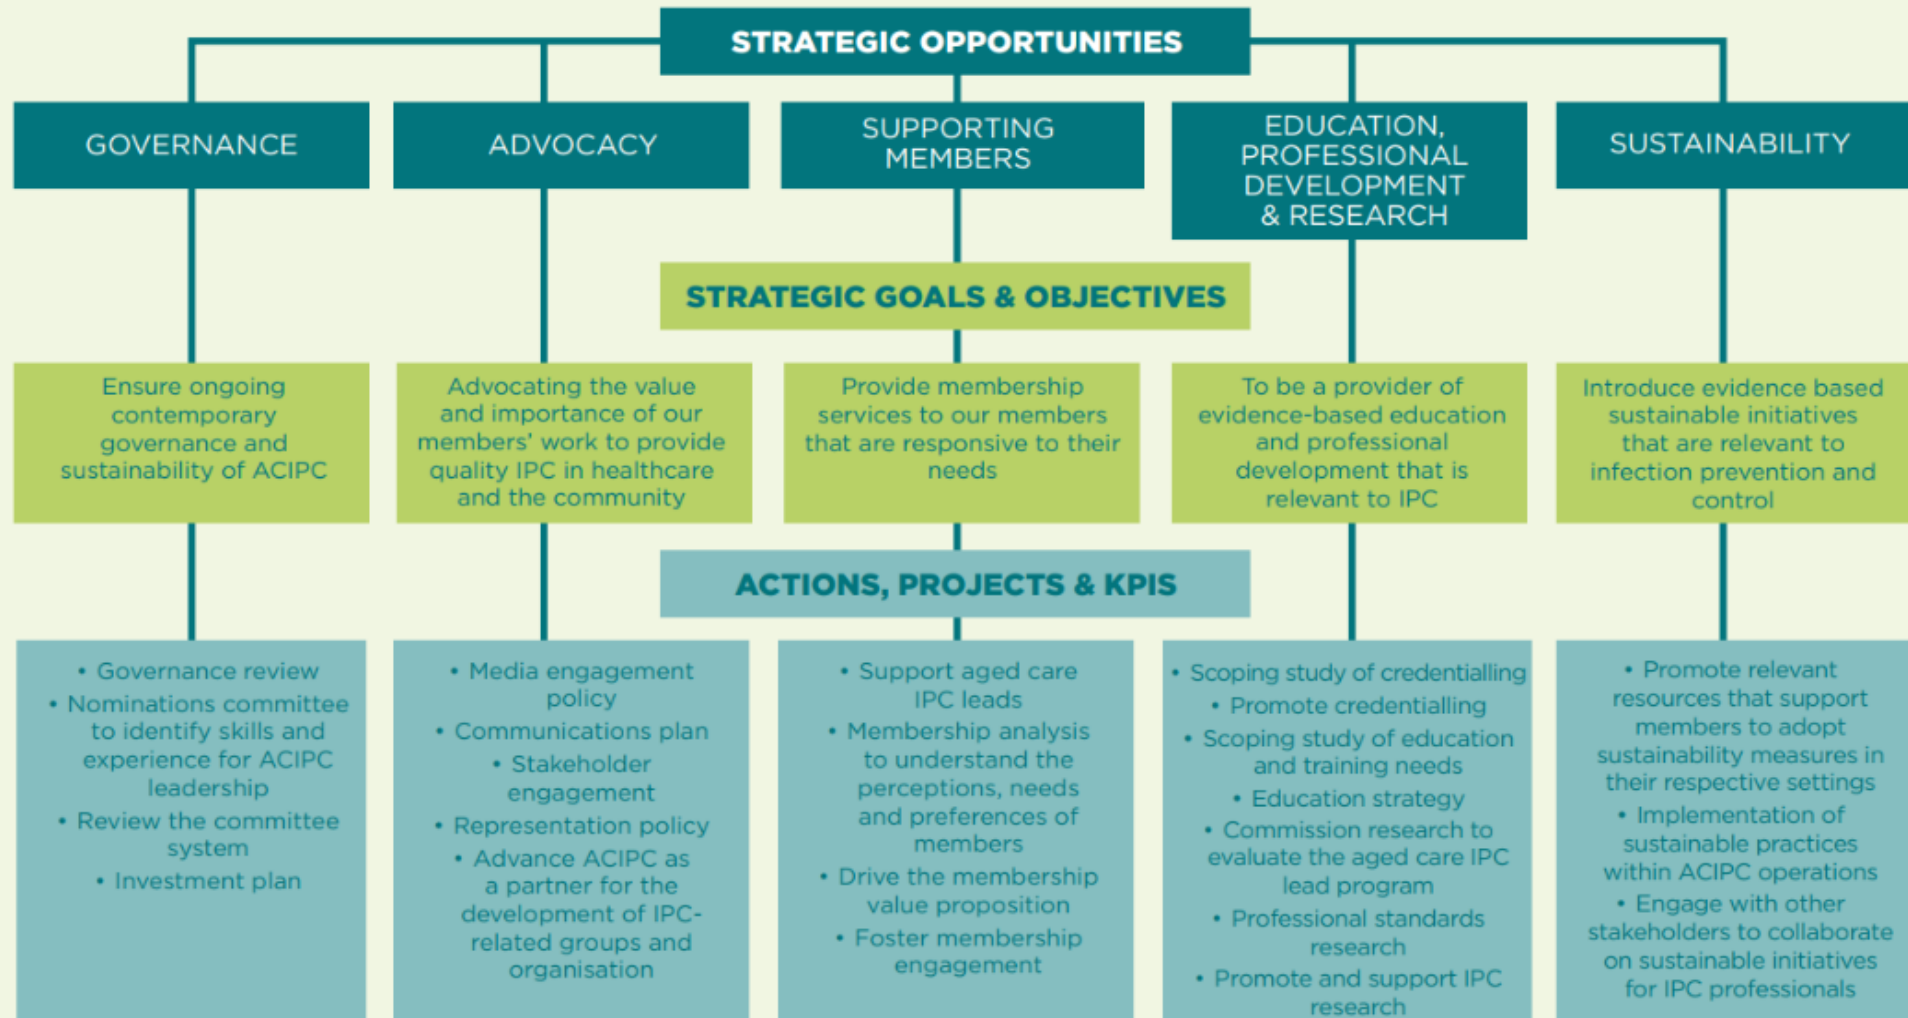 STRATEGIC OPPORTUNITIES
GOVERNANCE
ADVOCACY
SUPPORTING
MEMBERS
EDUCATION,
PROFESSIONAL
DEVELOPMENT
& RESEARCH
SUSTAINABILITY
STRATEGIC GOALS & OBJECTIVES
Ensure ongoing
contemporary
governance and
sustainability of ACIPC
Advocating the value
and importance of our
members' work to provide
quality IPC in healthcare
and the community
Provide membership
services to our members
that are responsive to their
needs
To be a provider of
evidence-based education
and professional
development that is
relevant to IPC
Introduce evidence based
sustainable initiatives
that are relevant to
infection prevention and
control
ACTIONS, PROJECTS & KPIS
• Governance review
• Nominations committee
to identify skills and
experience for ACIPC
leadership
• Review the committee
system
• Investment plan
• Media engagement
policy
• Communications plan
• Stakeholder
engagement
• Representation policy
• Advance ACIPC as
a partner for the
development of IPC-
related groups and
organisation
• Support aged care
IPC leads
• Membership analysis
to understand the
perceptions, needs
and preferences of
members
• Drive the membership
value proposition
• Foster membership
engagement
• Scoping study of credentialling
• Promote credentialling
• Scoping study of education
and training needs
• Education strategy
• Commission research to
evaluate the aged care IPC
lead program
• Professional standards
research
• Promote and support IPC
research
• Promote relevant
resources that support
members to adopt
sustainability measures in
their respective settings
• Implementation of
sustainable practices
within ACIPC operations
• Engage with other
stakeholders to collaborate
on sustainable initiatives
for IPC professionals